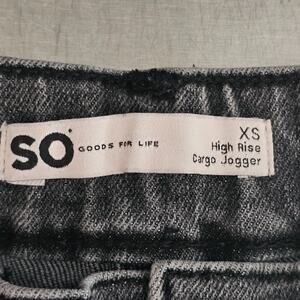 SO GOODS FOR LIFE
XS
High Rise
Cargo Jogger